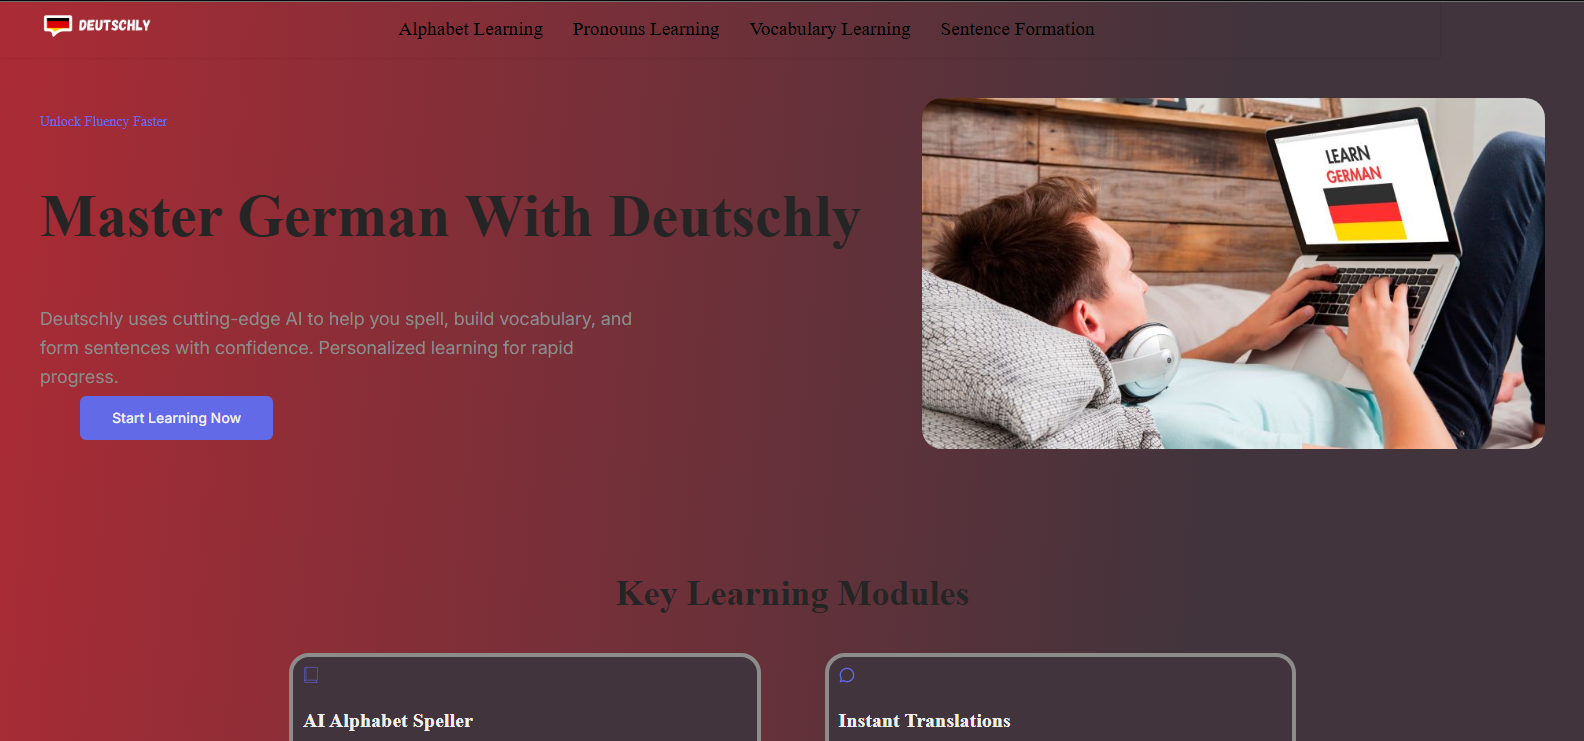 DEUTSCHLY
Alphabet Learning Pronouns Learning Vocabulary Learning Sentence Formation
Unlock Fluency Faster
Master German With Deutschly
Deutschly uses cutting-edge AI to help you spell, build vocabulary, and
form sentences with confidence. Personalized learning for rapid
progress.
Start Learning Now
LEARN
GERMAN
Key Learning Modules
AI Alphabet Speller
Instant Translations